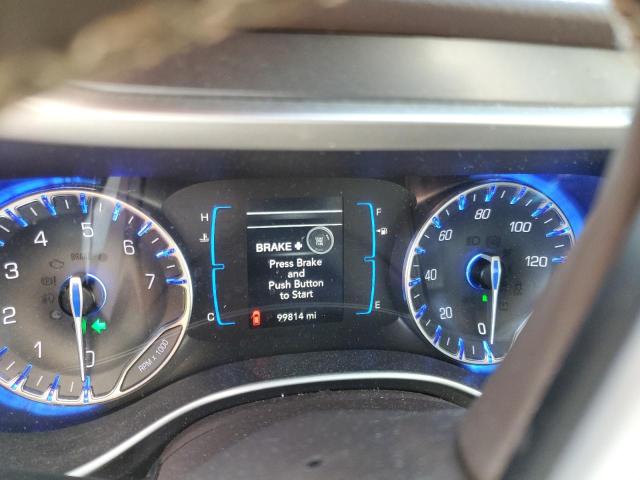 H
F
BRAKE +
Press Brake
and
Push Button
to Start
C
E
99814 mi
0
1
2
3
4
5
6
7
RPM x 1000
0
20
40
60
80
100
120